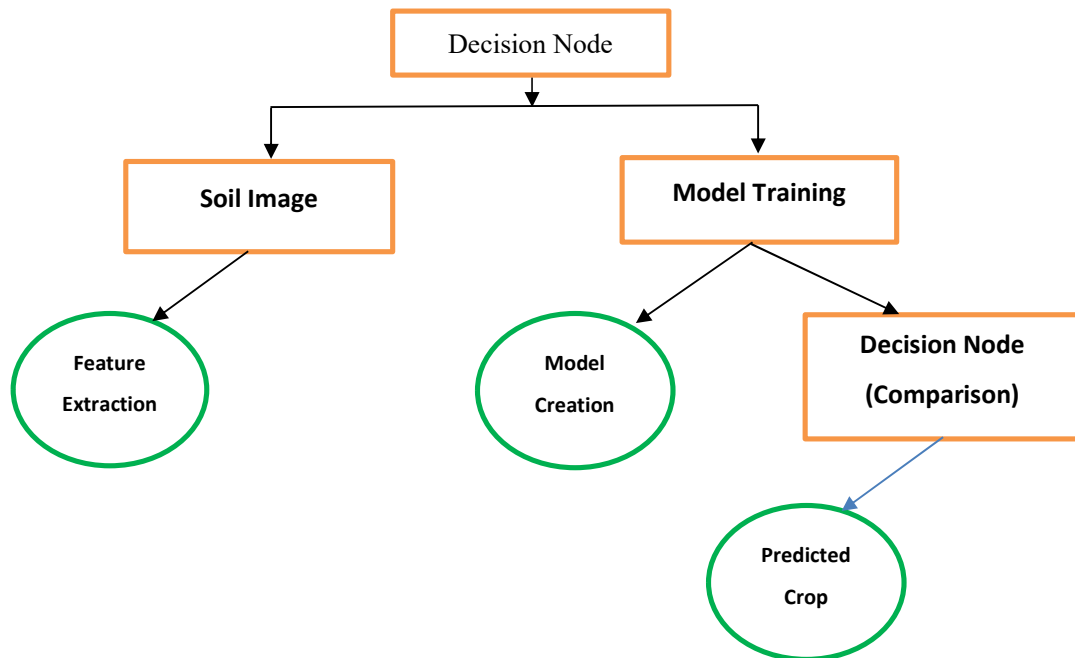 Decision Node
Soil Image
Model Training
Feature
Extraction
Model
Creation
Decision Node
(Comparison)
Predicted
Crop